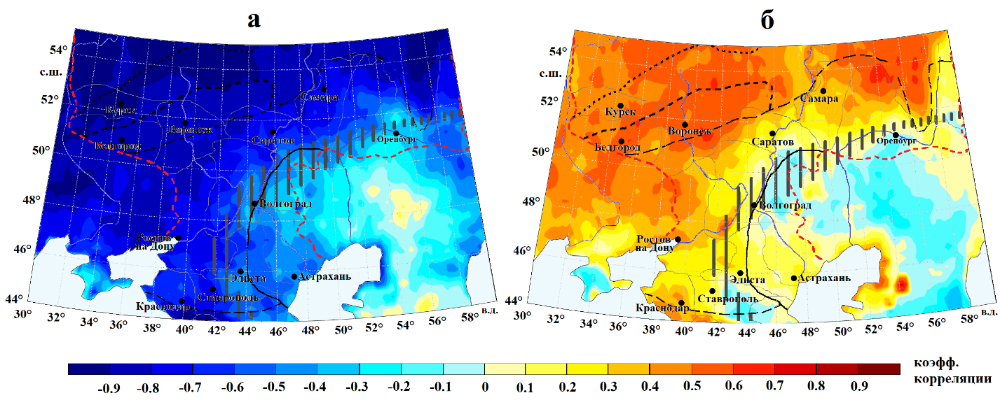 а
б
54°
с.ш.
52°
50°
48°
46°
44°
30°
32°
34°
36°
38°
40°
42°
44°
46°
48°
50°
52°
54°
56°
58°
в.д.
Курск
Воронеж
Белгород
Самара
Саратов
Оренбург
Волгоград
Ростов
на Дону
Элиста
Астрахань
Ставрополь
Краснодар
54°
с.ш.
52°
50°
48°
46°
44°
30°
32°
34°
36°
38°
40°
42°
44°
46°
48°
50°
52°
54°
56°
58°
в.д.
Курск
Воронеж
Белгород
Самара
Саратов
Оренбург
Волгоград
Ростов
на Дону
Элиста
Астрахань
Ставрополь
Краснодар
-0.9 -0.8 -0.7 -0.6 -0.5 -0.4 -0.3 -0.2 -0.1 0 0.1 0.2 0.3 0.4 0.5 0.6 0.7 0.8 0.9
коэфф.
корреляции